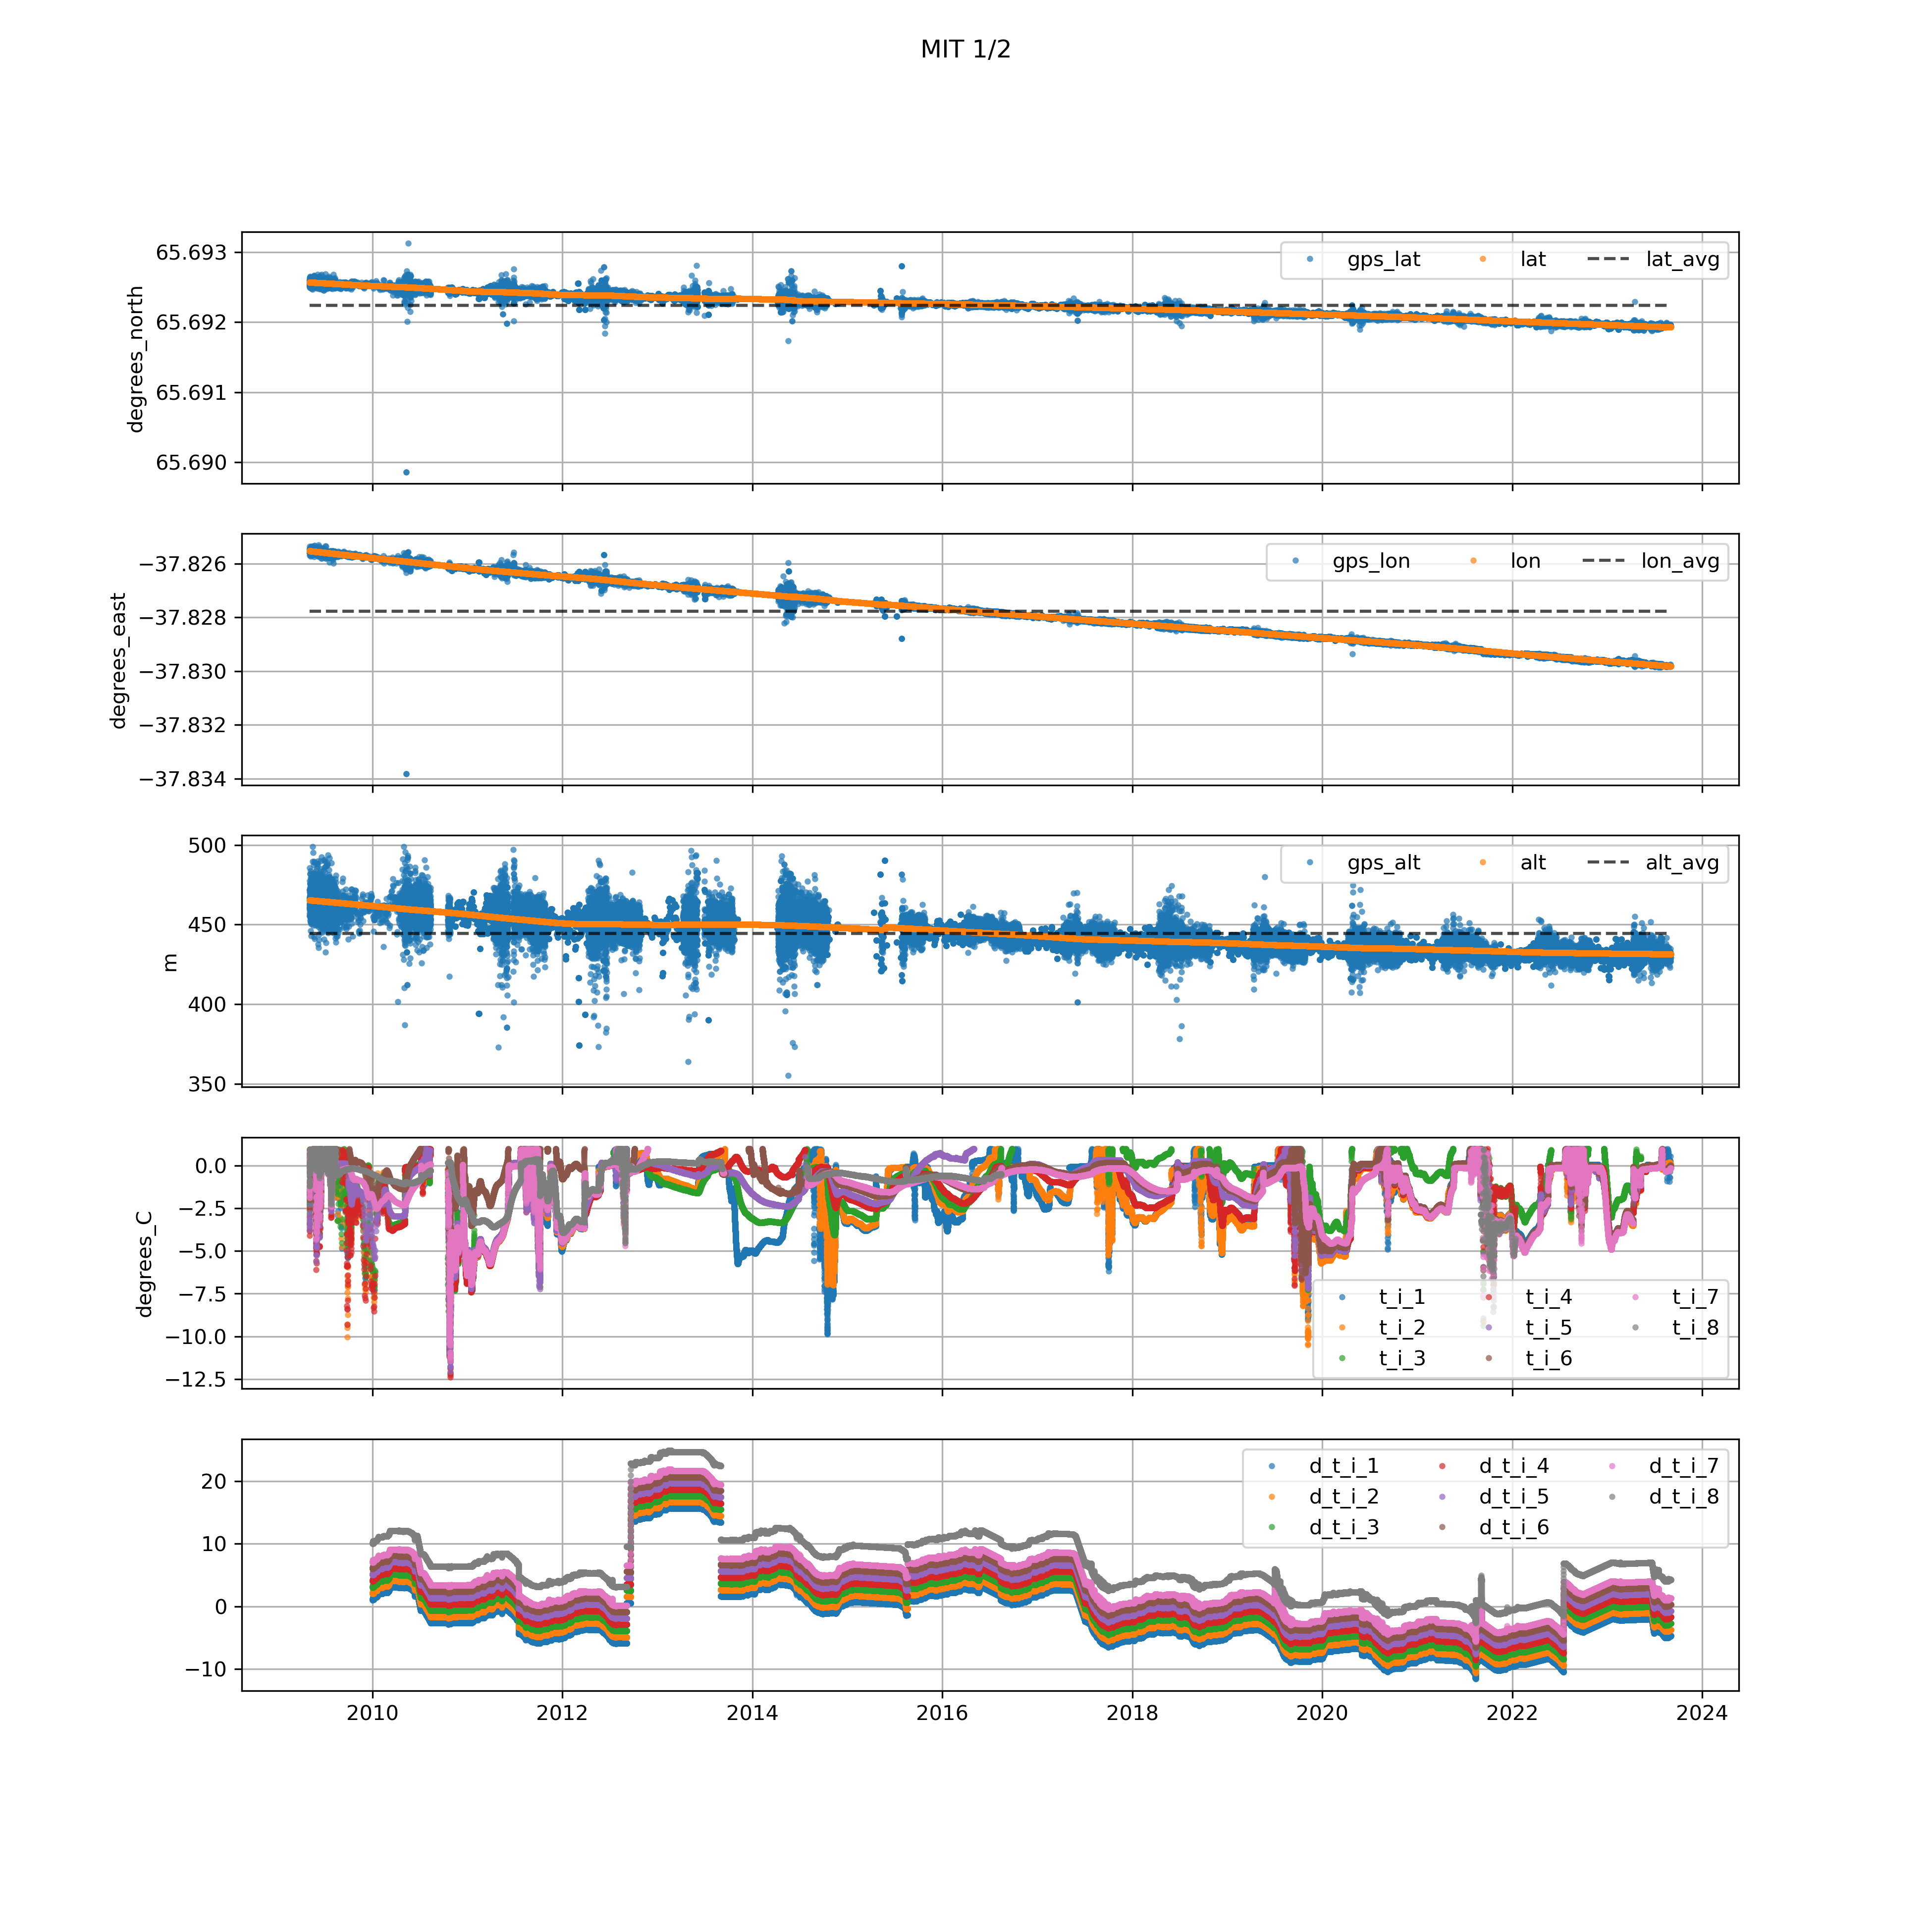 MIT 1/2
65.693
65.692
65.691
65.690
degrees_north
gps_lat lat lat_avg
−37.826
−37.828
−37.830
−37.832
−37.834
degrees_east
gps_lon lon lon_avg
500
450
400
350
m
gps_alt alt alt_avg
0.0
−2.5
−5.0
−7.5
−10.0
−12.5
degrees_C
t_i_1 t_i_4 t_i_7
t_i_2 t_i_5 t_i_8
t_i_3 t_i_6
20
10
0
−10
d_t_i_1 d_t_i_4 d_t_i_7
d_t_i_2 d_t_i_5 d_t_i_8
d_t_i_3 d_t_i_6
2010 2012 2014 2016 2018 2020 2022 2024